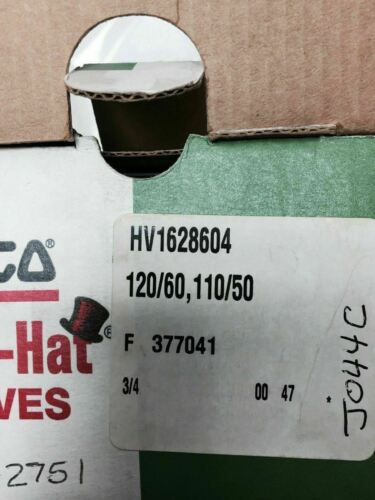 HV1628604
120/60,110/50
F 377041
3/4 00 47 *
J044C
CO®
-Hat®
VES
-2751